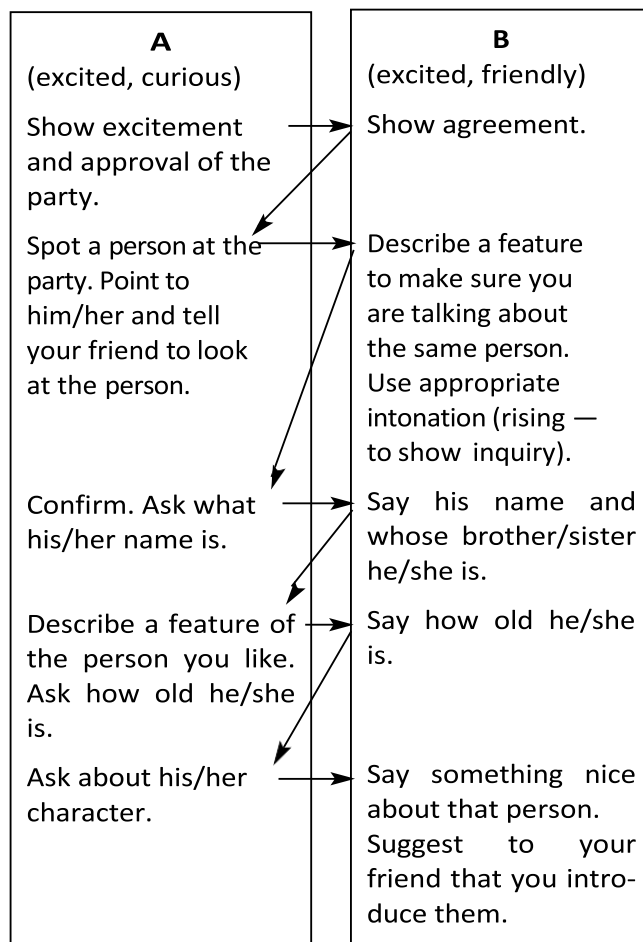 A
(excited, curious)
Show excitement
and approval of the
party.
Spot a person at the
party. Point to
him/her and tell
your friend to look
at the person.
Confirm. Ask what
his/her name is.
Describe a feature of
the person you like.
Ask how old he/she
is.
Ask about his/her
character.
B
(excited, friendly)
Show agreement.
Describe a feature
to make sure you
are talking about
the same person.
Use appropriate
intonation (rising —
to show inquiry).
Say his name and
whose brother/sister
he/she is.
Say how old he/she
is.
Say something nice
about that person.
Suggest to your
friend that you intro-
duce them.